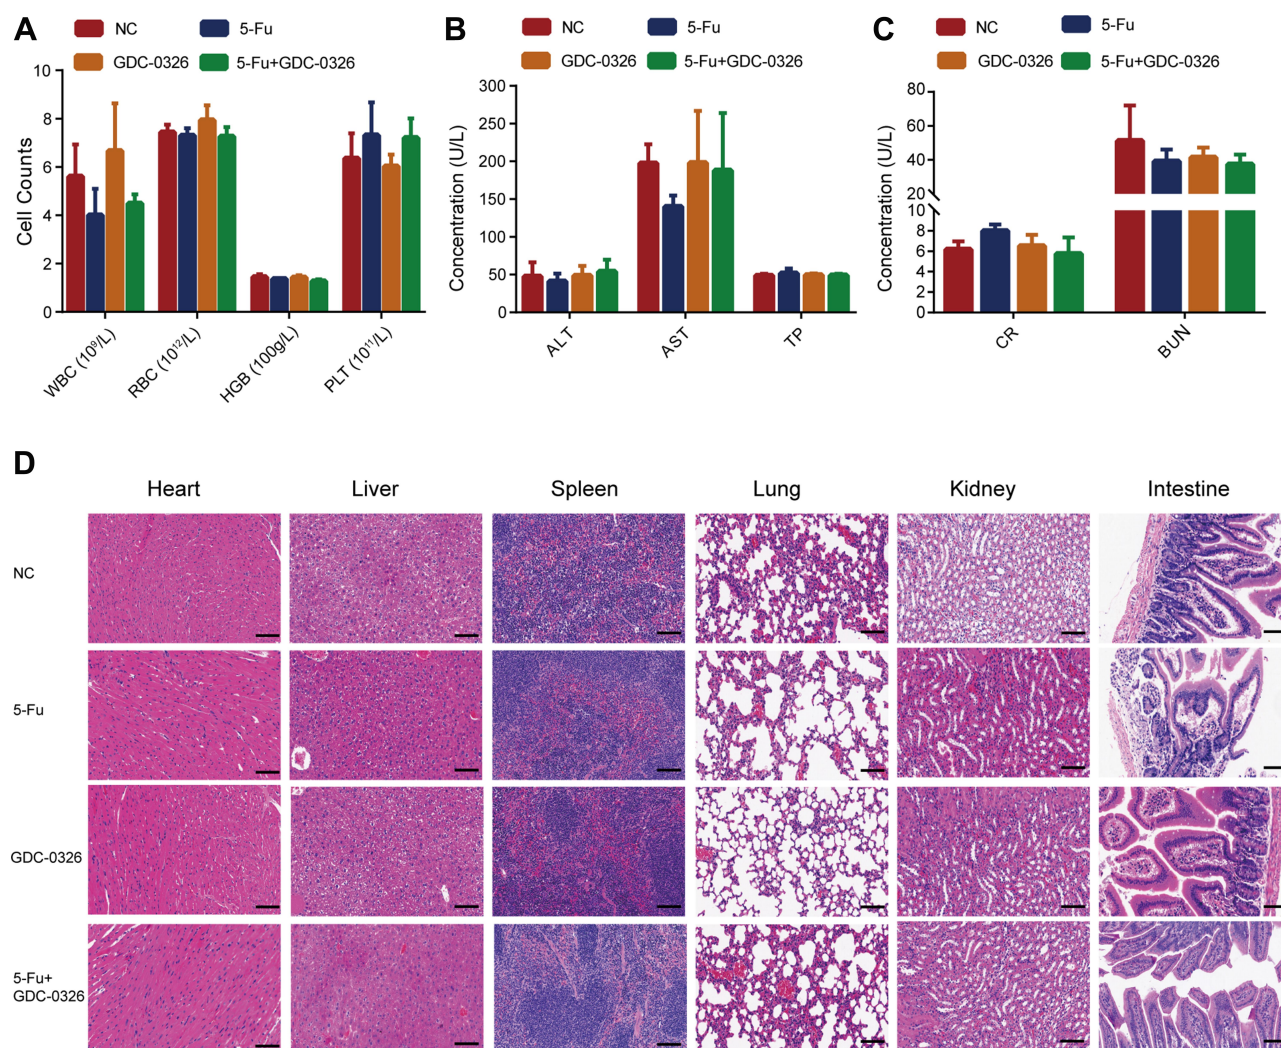 A
NC
5-Fu
GDC-0326
5-Fu+GDC-0326
Cell Counts
10
8
6
4
2
0
WBC (10⁹/L)
RBC (10¹²/L)
HGB (100g/L)
PLT (10¹¹/L)
B
NC
5-Fu
GDC-0326
5-Fu+GDC-0326
Concentration (U/L)
300
250
200
150
100
50
0
ALT
AST
TP
C
NC
5-Fu
GDC-0326
5-Fu+GDC-0326
Concentration (U/L)
80
60
40
20
10
8
6
4
2
0
CR
BUN
D
Heart Liver Spleen Lung Kidney Intestine
NC
5-Fu
GDC-0326
5-Fu+
GDC-0326